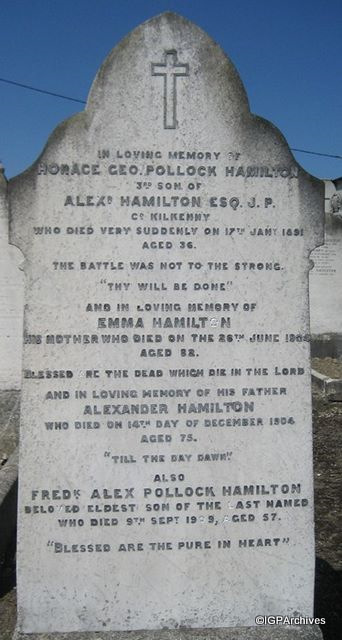 IN LOVING MEMORY OF
HORACE GEO. POLLOCK HAMILTON
3RD SON OF
ALEXR HAMILTON ESQ. J.P.
CO KILKENNY
WHO DIED VERY SUDDENLY ON 17TH JANY 1891
AGED 36.
THE BATTLE WAS NOT TO THE STRONG.
"THY WILL BE DONE"
AND IN LOVING MEMORY OF
EMMA HAMILTON
HIS MOTHER WHO DIED ON THE 26TH JUNE
AGED
BLESSED ARE THE DEAD WHICH DIE IN THE LORD
AND IN LOVING MEMORY OF HIS FATHER
ALEXANDER HAMILTON
WHO DIED ON 14TH DAY OF DECEMBER 1904
AGED 75.
"TILL THE DAY DAWN."
ALSO
FREDK ALEX POLLOCK HAMILTON
BELOVED ELDEST SON OF THE LAST NAMED
WHO DIED 9TH SEPT AGED 57.
"BLESSED ARE THE PURE IN HEART"
©IGPArchives